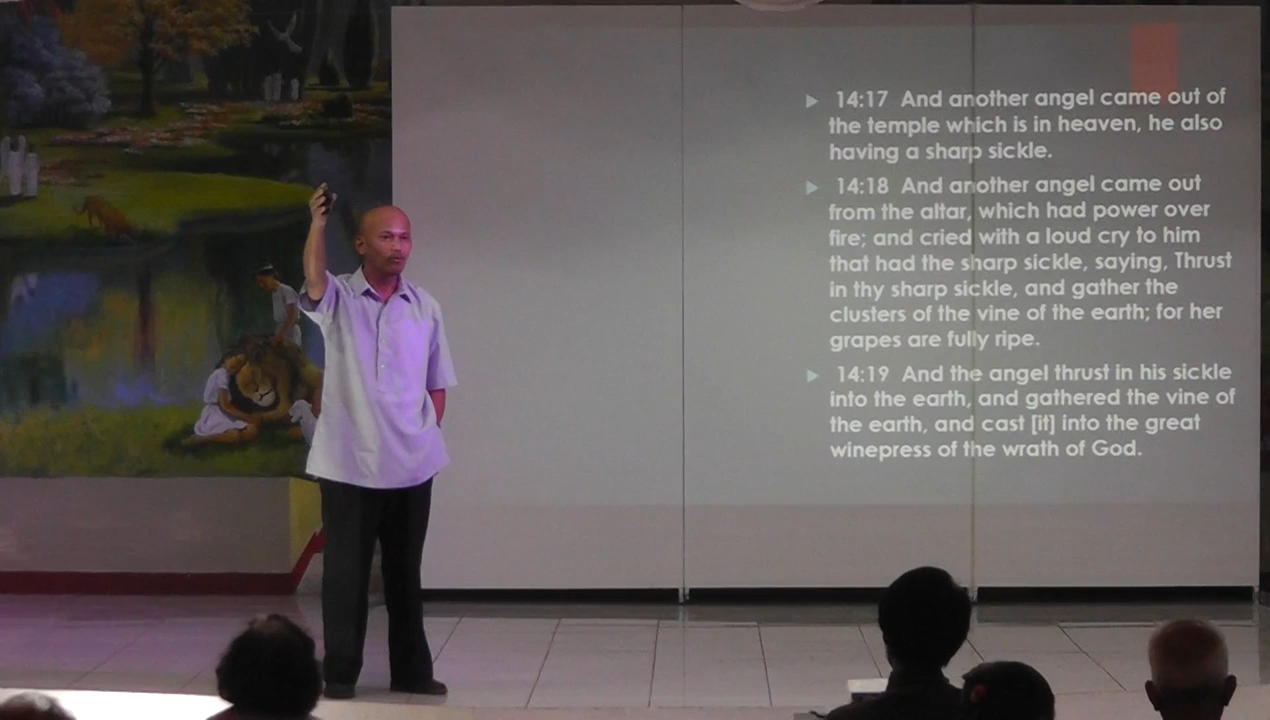 14:17 And another angel came out of
the temple which is in heaven, he also
having a sharp sickle.
14:18 And another angel came out
from the altar, which had power over
fire; and cried with a loud cry to him
that had the sharp sickle, saying, Thrust
in thy sharp sickle, and gather the
clusters of the vine of the earth; for her
grapes are fully ripe.
14:19 And the angel thrust in his sickle
into the earth, and gathered the vine of
the earth, and cast [it] into the great
winepress of the wrath of God.